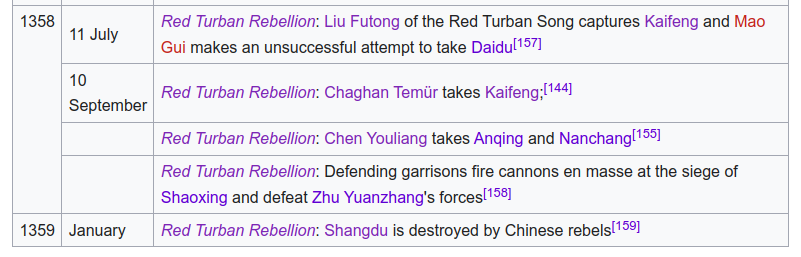 1358
11 July
Red Turban Rebellion: Liu Futong of the Red Turban Song captures Kaifeng and Mao
Gui makes an unsuccessful attempt to take Daidu[157]
10
September
Red Turban Rebellion: Chaghan Temür takes Kaifeng;[144]
Red Turban Rebellion: Chen Youliang takes Anqing and Nanchang[155]
Red Turban Rebellion: Defending garrisons fire cannons en masse at the siege of
Shaoxing and defeat Zhu Yuanzhang's forces[158]
1359
January
Red Turban Rebellion: Shangdu is destroyed by Chinese rebels[159]